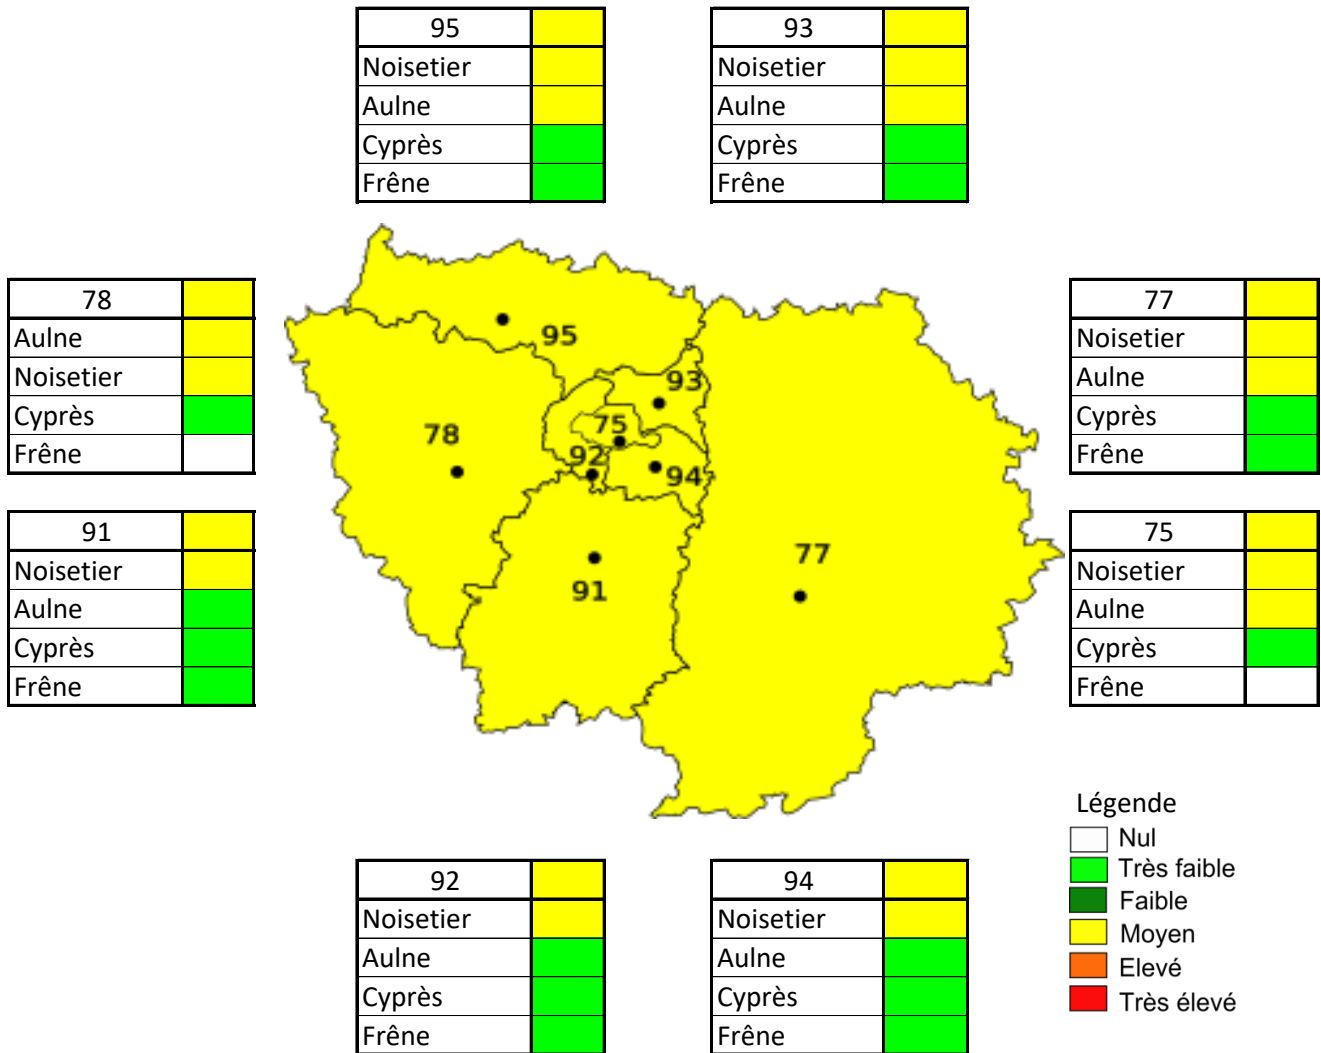 95
Noisetier
Aulne
Cyprès
Frêne
93
Noisetier
Aulne
Cyprès
Frêne
78
Aulne
Noisetier
Cyprès
Frêne
91
Noisetier
Aulne
Cyprès
Frêne
95
93
75
78
92
94
77
91
77
Noisetier
Aulne
Cyprès
Frêne
75
Noisetier
Aulne
Cyprès
Frêne
92
Noisetier
Aulne
Cyprès
Frêne
94
Noisetier
Aulne
Cyprès
Frêne
Légende
Nul
Très faible
Faible
Moyen
Elevé
Très élevé